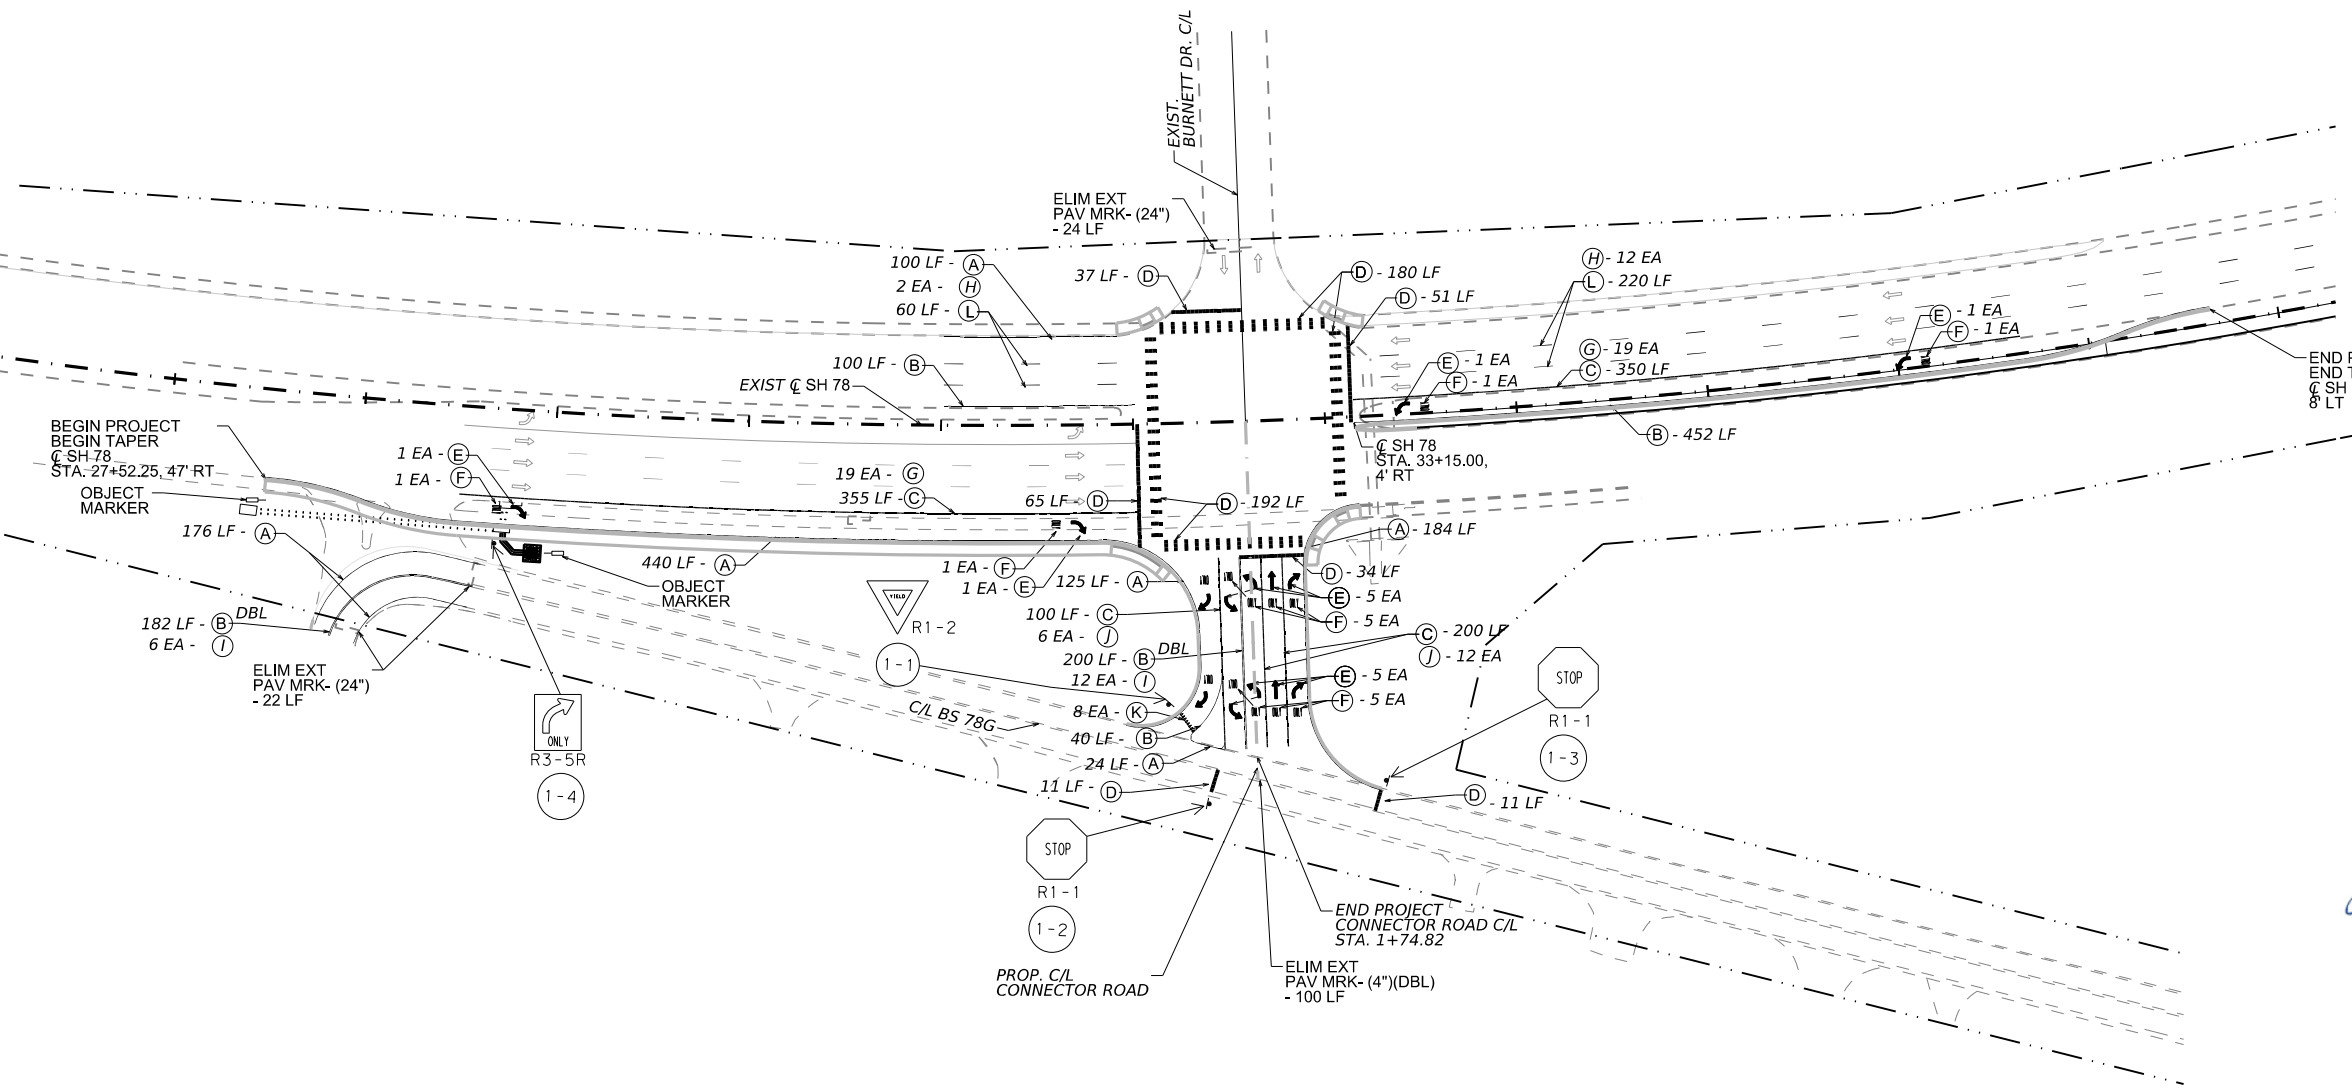 EXIST.
BURNETT DR. C/L
ELIM EXT
PAV MRK- (24")
- 24 LF
100 LF - A
2 EA - H
60 LF - L
37 LF - D
D - 180 LF
D - 51 LF
H - 12 EA
L - 220 LF
E - 1 EA
F - 1 EA
G - 19 EA
C - 350 LF
E - 1 EA
F - 1 EA
END
END T
℄ SH
8' LT
100 LF - B
EXIST ℄ SH 78
B - 452 LF
℄ SH 78
STA. 33+15.00,
4' RT
BEGIN PROJECT
BEGIN TAPER
℄ SH 78
STA. 27+52.25, 47' RT
OBJECT
MARKER
1 EA - E
1 EA - F
19 EA - G
355 LF - C
65 LF - D
D - 192 LF
176 LF - A
440 LF - A
A - 184 LF
OBJECT
MARKER
1 EA - F
1 EA - E
125 LF - A
D - 34 LF
E - 5 EA
F - 5 EA
YIELD
R1-2
1-1
100 LF - C
6 EA - J
200 LF - B DBL
12 EA - I
C - 200 LF
J - 12 EA
E - 5 EA
F - 5 EA
182 LF - B DBL
6 EA - I
ELIM EXT
PAV MRK- (24")
- 22 LF
ONLY
R3-5R
1-4
C/L BS 78G
8 EA - K
40 LF - B
24 LF - A
11 LF - D
STOP
R1-1
1-3
D - 11 LF
STOP
R1-1
1-2
END PROJECT
CONNECTOR ROAD C/L
STA. 1+74.82
PROP. C/L
CONNECTOR ROAD
ELIM EXT
PAV MRK- (4")(DBL)
- 100 LF